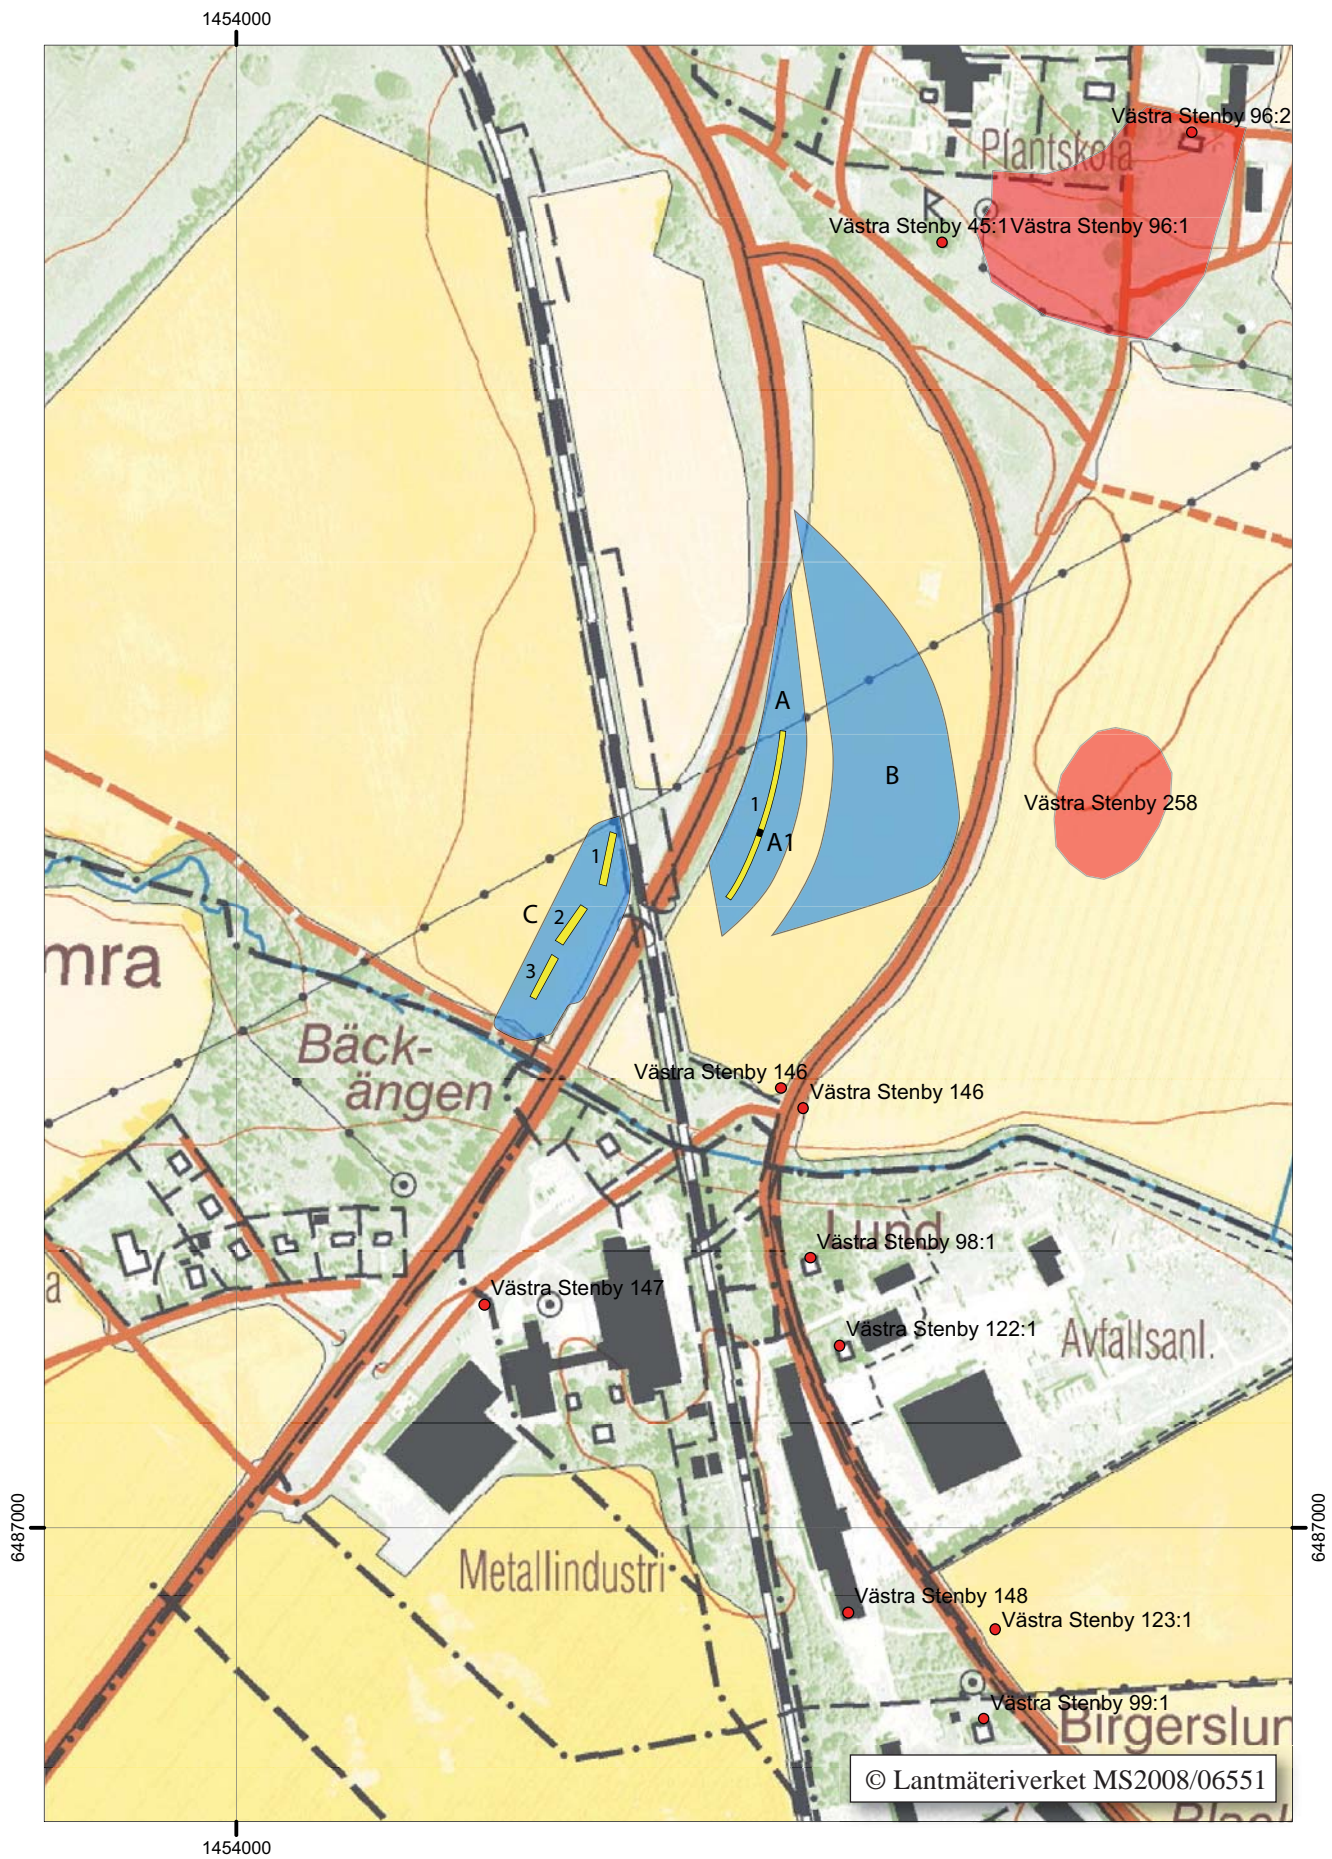 1454000
Västra Stenby 96:2
Plantskola
R
Västra Stenby 45:1
Västra Stenby 96:1
A
B
1
A1
Västra Stenby 258
1
C
2
3
mra
Bäck-
ängen
Västra Stenby 146
Västra Stenby 146
Lund
Västra Stenby 98:1
a
Västra Stenby 147
Västra Stenby 122:1
Avfallsanl.
6487000
6487000
Metallindustri
Västra Stenby 148
Västra Stenby 123:1
Västra Stenby 99:1
Birgerslun
© Lantmäteriverket MS2008/06551
1454000